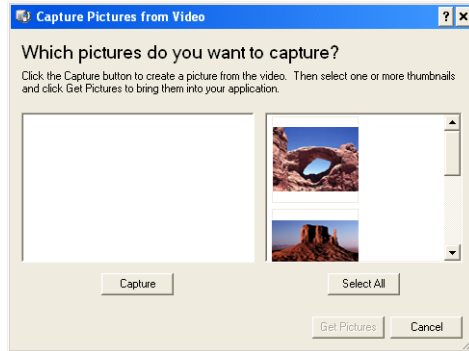 Capture Pictures from Video
Which pictures do you want to capture?
Click the Capture button to create a picture from the video. Then select one or more thumbnails
and click Get Pictures to bring them into your application.
Capture
Select All
Get Pictures
Cancel